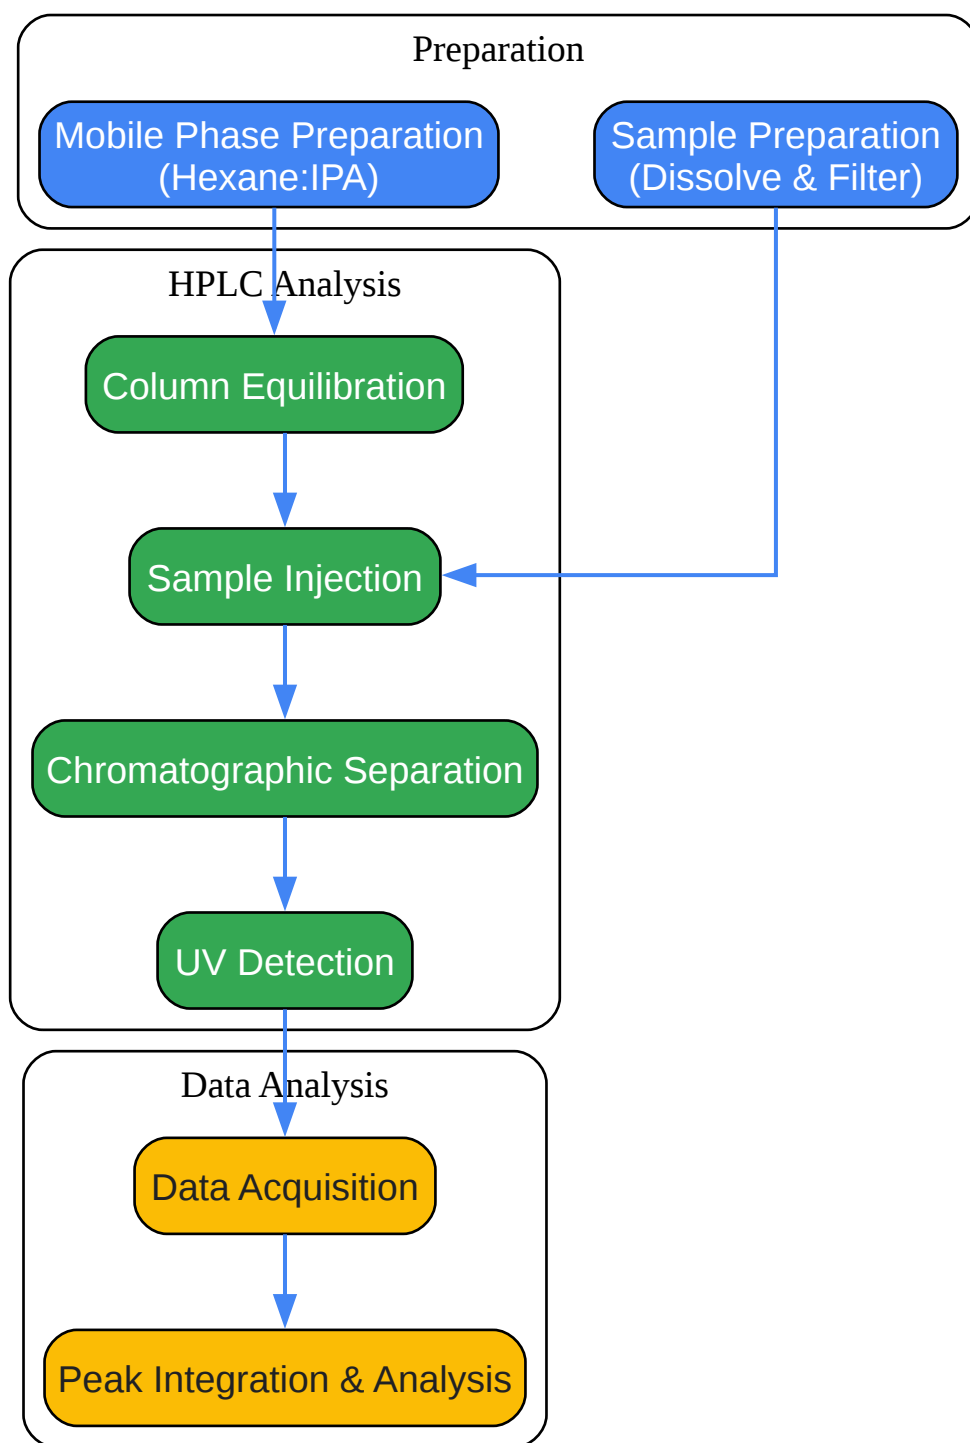 Preparation
Mobile Phase Preparation
(Hexane:IPA)
Sample Preparation
(Dissolve & Filter)
HPLC Analysis
Column Equilibration
Sample Injection
Chromatographic Separation
UV Detection
Data Analysis
Data Acquisition
Peak Integration & Analysis